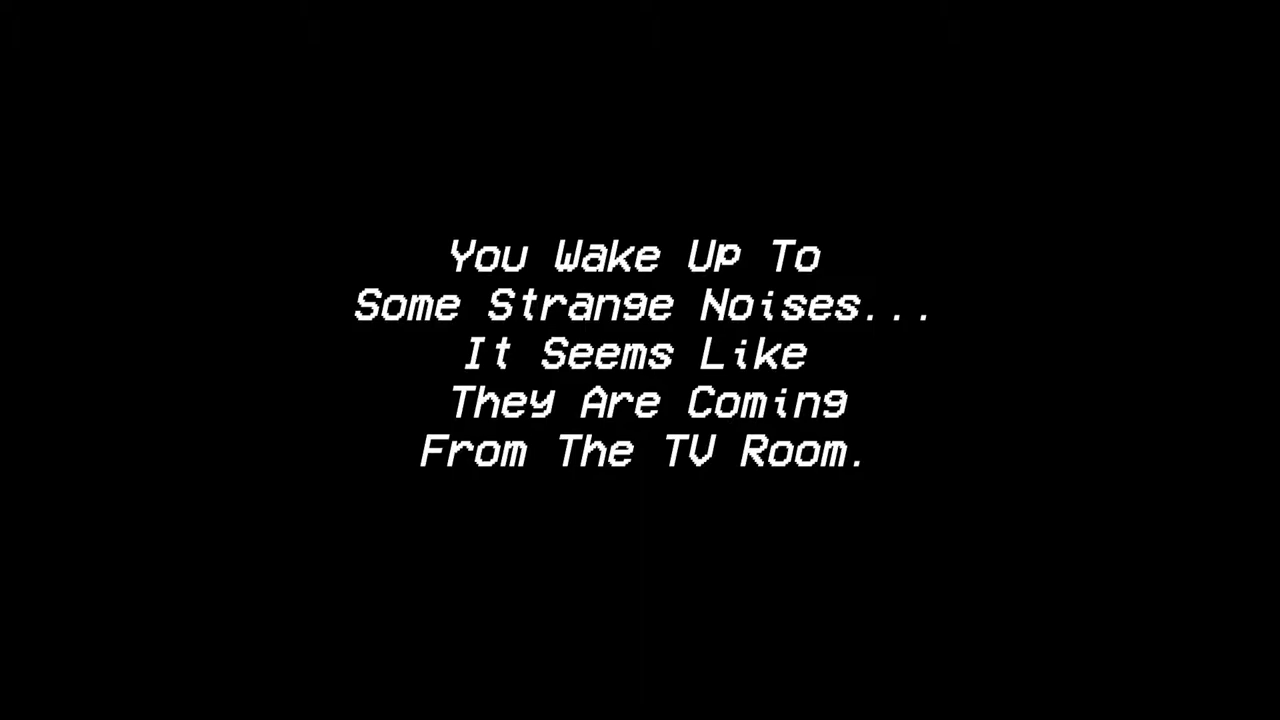 You Wake Up To
Some Strange Noises...
It Seems Like
They Are Coming
From The TV Room.